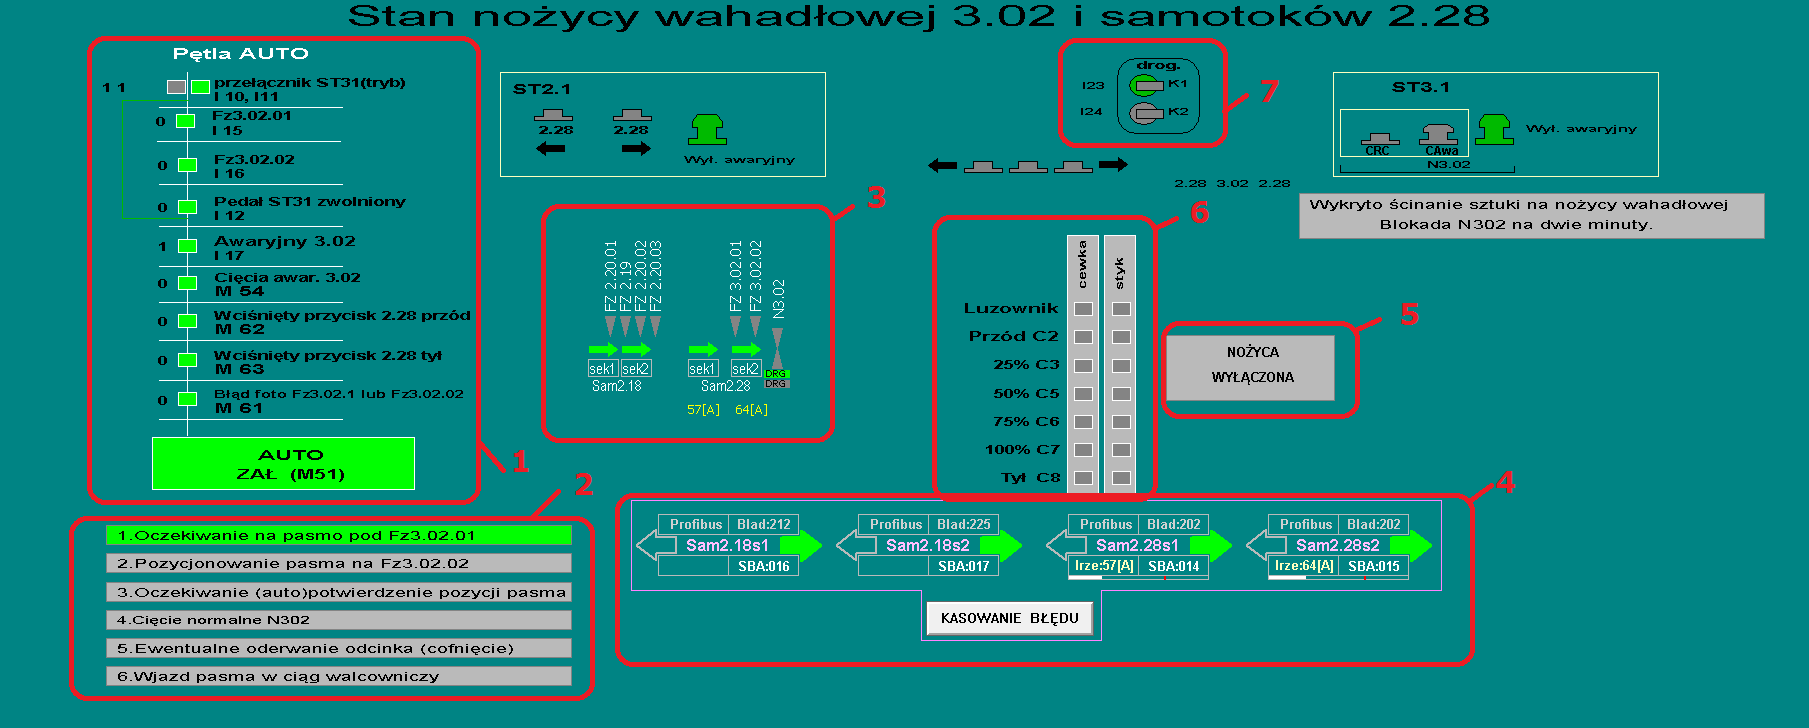 Stan nożycy wahadłowej 3.02 i samotoków 2.28
Pętla AUTO
1 1
przełącznik ST31(tryb)
I 10, I11
0
Fz3.02.01
I 15
0
Fz3.02.02
I 16
0
Pedał ST31 zwolniony
I 12
1
Awaryjny 3.02
I 17
0
Cięcia awar. 3.02
M 54
0
Wciśnięty przycisk 2.28 przód
M 62
0
Wciśnięty przycisk 2.28 tył
M 63
0
Błąd foto Fz3.02.1 lub Fz3.02.02
M 61
AUTO
ZAŁ (M51)
1
2
1.Oczekiwanie na pasmo pod Fz3.02.01
2.Pozycjonowanie pasma na Fz3.02.02
3.Oczekiwanie (auto)potwierdzenie pozycji pasma
4.Cięcie normalne N302
5.Ewentualne oderwanie odcinka (cofnięcie)
6.Wjazd pasma w ciąg walcowniczy
ST2.1
2.28
2.28
Wył. awaryjny
3
FZ 2.20.01
FZ 2.19
FZ 2.20.02
FZ 2.20.03
FZ 3.02.01
FZ 3.02.02
N3.02
sek1
sek2
sek1
sek2
DRG
DRG
Sam2.18
Sam2.28
57[A]
64[A]
drog.
I23
K1
I24
K2
7
2.28 3.02 2.28
ST3.1
CRC
CAwa
N3.02
Wył. awaryjny
Wykryto ścinanie sztuki na nożycy wahadłowej
Blokada N302 na dwie minuty.
6
cewka
styk
Luzownik
Przód C2
25% C3
50% C5
75% C6
100% C7
Tył C8
5
NOŻYCA
WYŁĄCZONA
4
Profibus
Blad:212
Sam2.18s1
SBA:016
Profibus
Blad:225
Sam2.18s2
SBA:017
Profibus
Blad:202
Sam2.28s1
Irze:57[A]
SBA:014
Profibus
Blad:202
Sam2.28s2
Irze:64[A]
SBA:015
KASOWANIE BŁĘDU